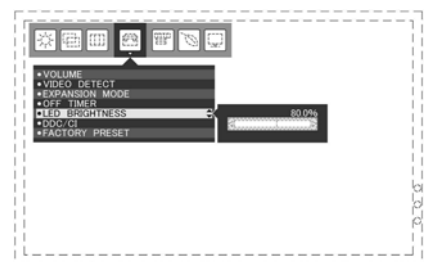 VOLUME
VIDEO DETECT
EXPANSION MODE
OFF TIMER
LED BRIGHTNESS
80.0%
DDC/CI
FACTORY PRESET